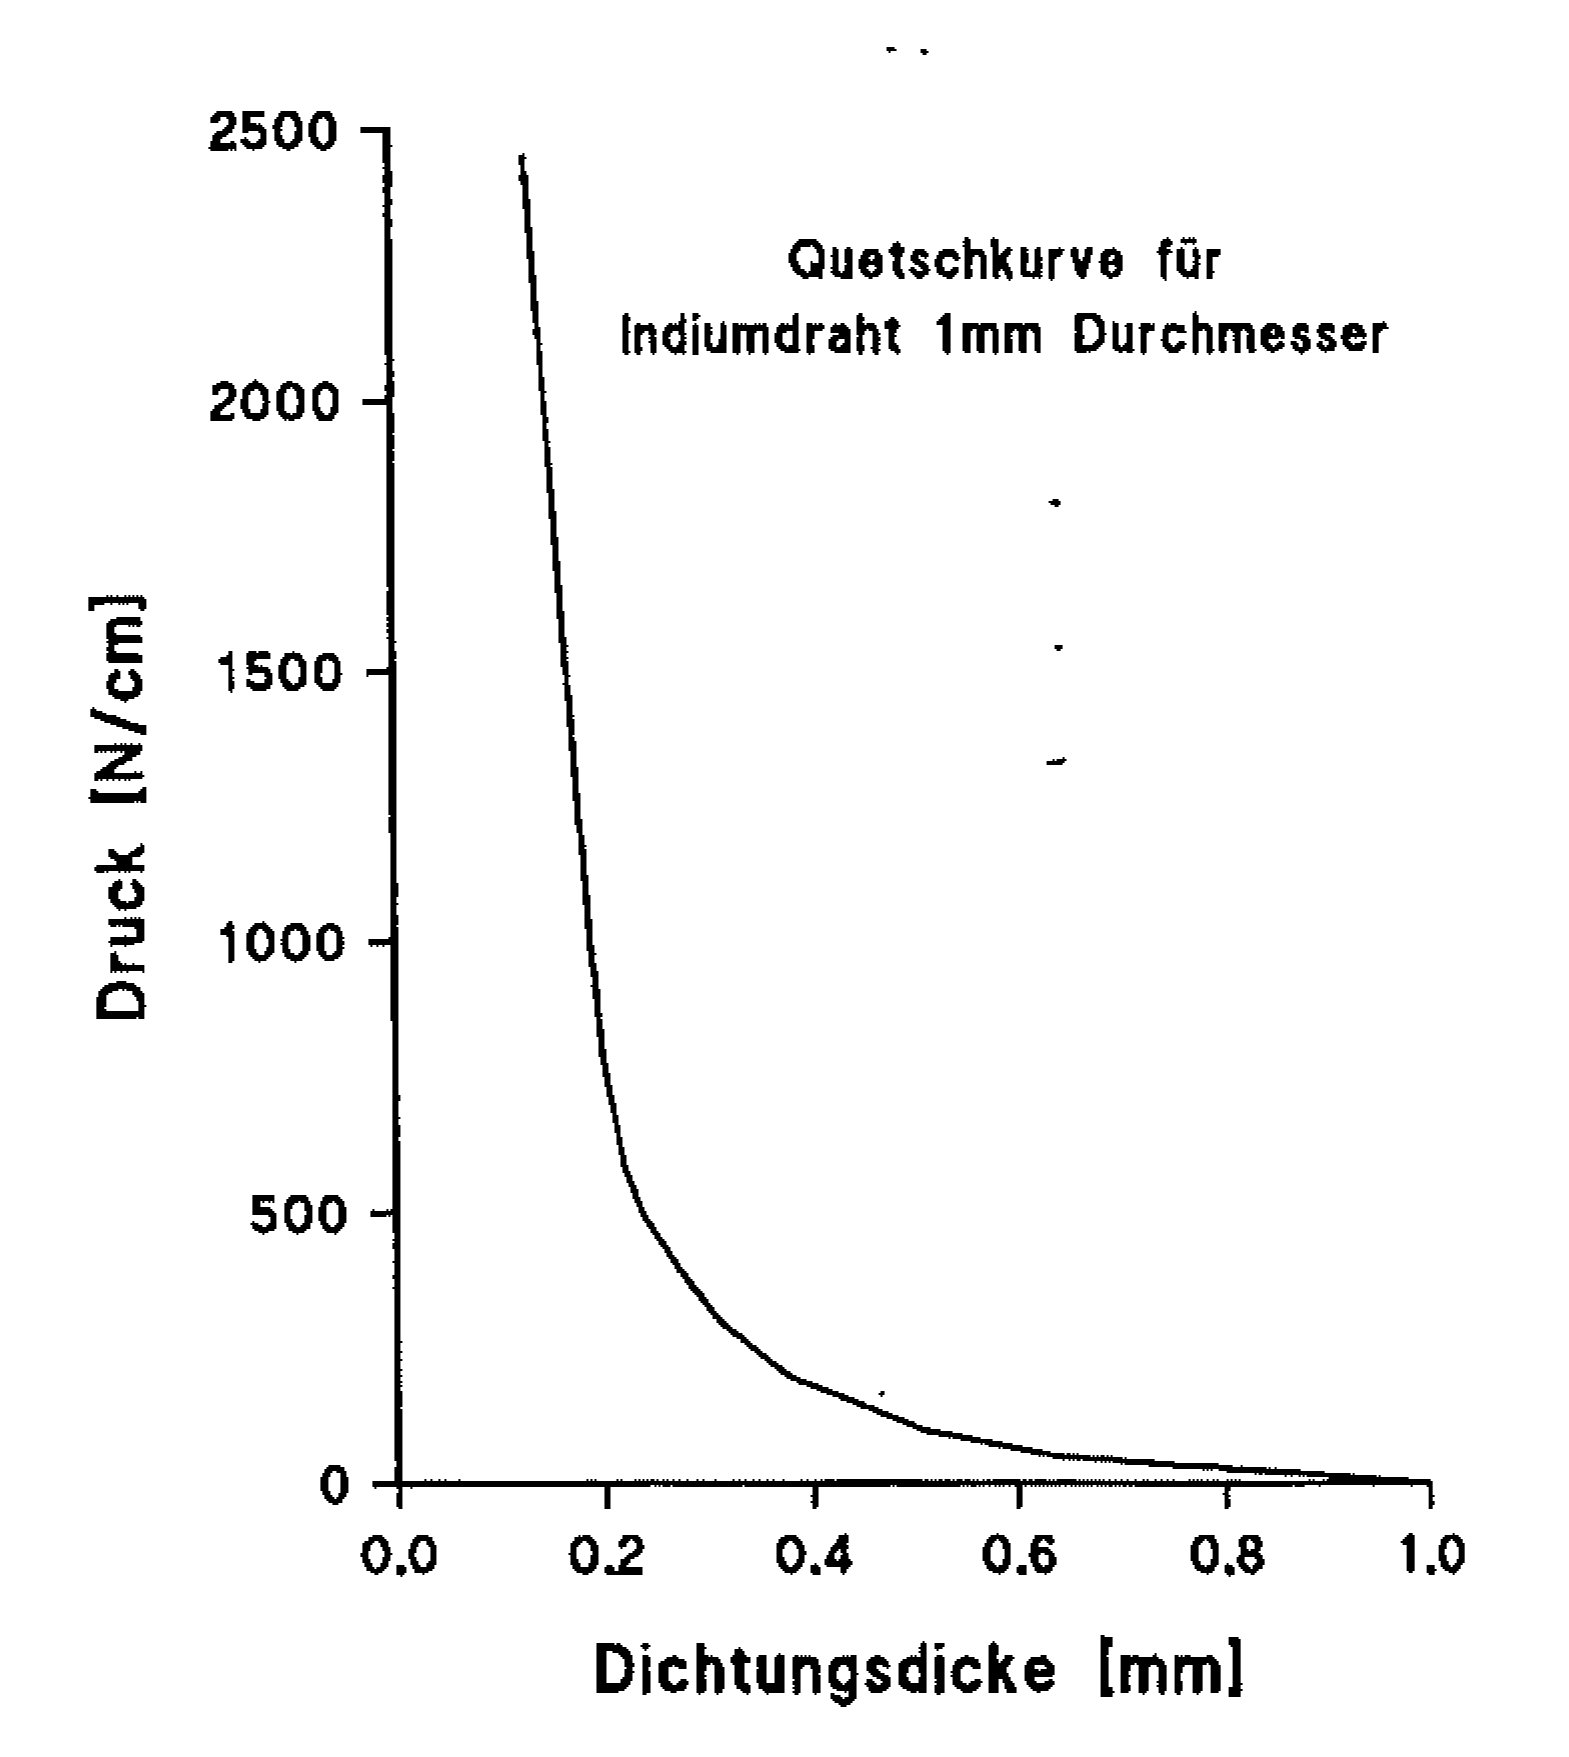 2500
Quetschkurve für
Indiumdraht 1mm Durchmesser
2000
1500
Druck [N/cm]
1000
500
0
0.0 0.2 0.4 0.6 0.8 1.0
Dichtungsdicke [mm]